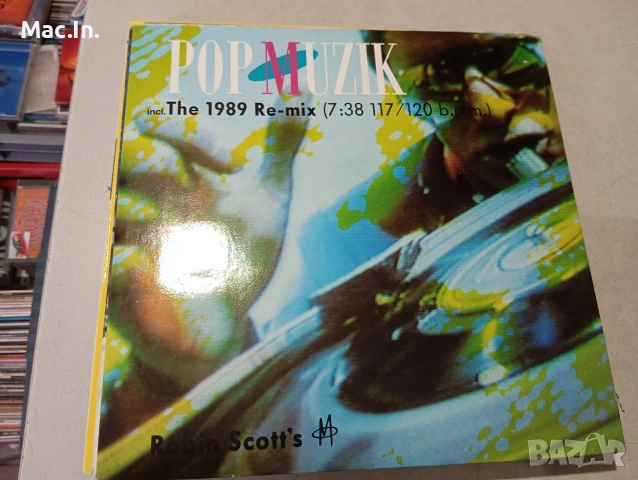 Mac.In.
POP MUZIK
incl. The 1989 Re-mix (7:38 117/120 b.p.m.)
Robin Scott's M
BAZAR